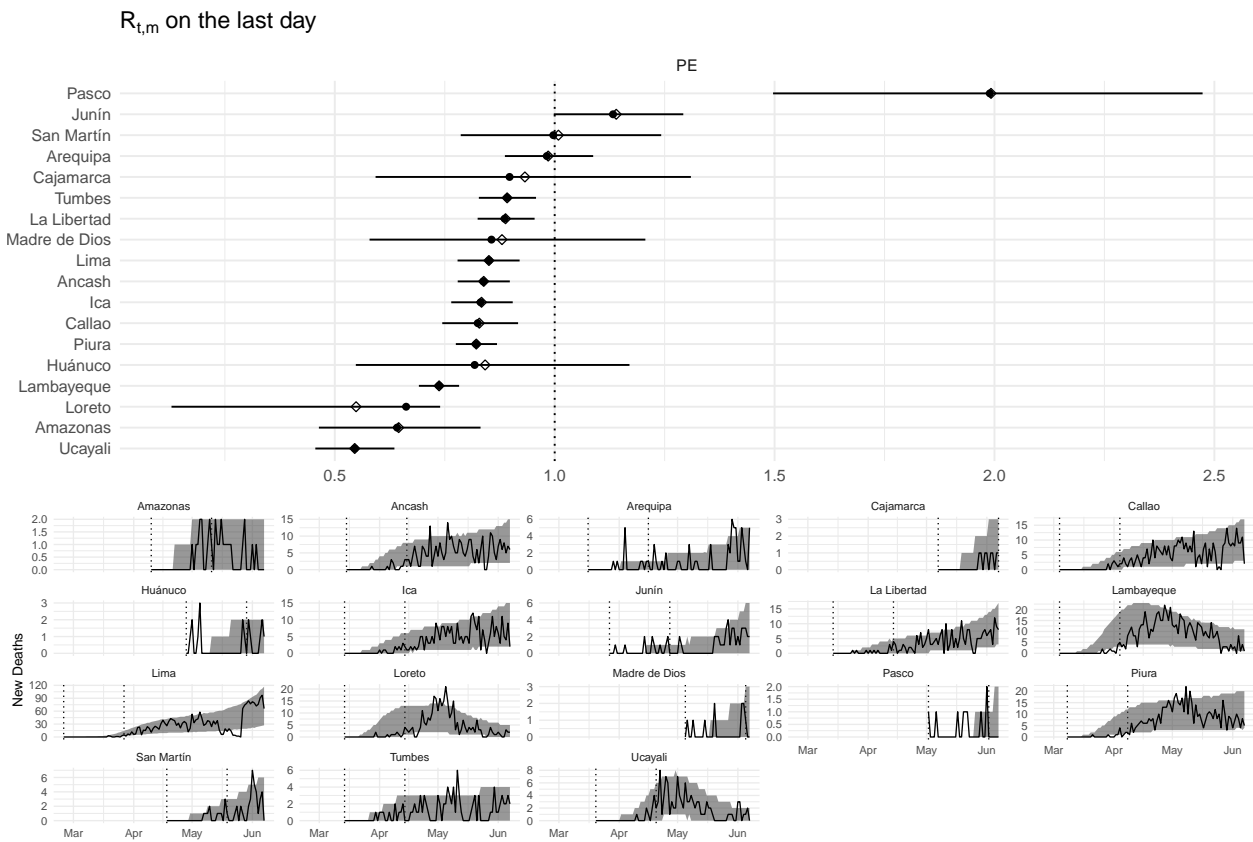 R_t,m on the last day
PE
Pasco
Junín
San Martín
Arequipa
Cajamarca
Tumbes
La Libertad
Madre de Dios
Lima
Ancash
Ica
Callao
Piura
Huánuco
Lambayeque
Loreto
Amazonas
Ucayali
0.5 1.0 1.5 2.0 2.5
New Deaths
Amazonas Ancash Arequipa Cajamarca Callao
2.0 15 6 3 15
1.5 10 4 2 10
1.0 5 2 1 5
0.5 0 0 0 0
0.0
Huánuco Ica Junín La Libertad Lambayeque
3 15 6 15 20
2 10 4 10 15
1 5 2 5 10
0 0 0 0 5
0
Lima Loreto Madre de Dios Pasco Piura
120 20 3 2.0 20
90 15 2 1.5 15
60 10 1 1.0 10
30 5 0 0.5 5
0 0 0.0 0
Mar Apr May Jun Mar Apr May Jun
San Martín Tumbes Ucayali
6 6 8
4 4 6
2 2 4
0 0 2
0
Mar Apr May Jun Mar Apr May Jun Mar Apr May Jun